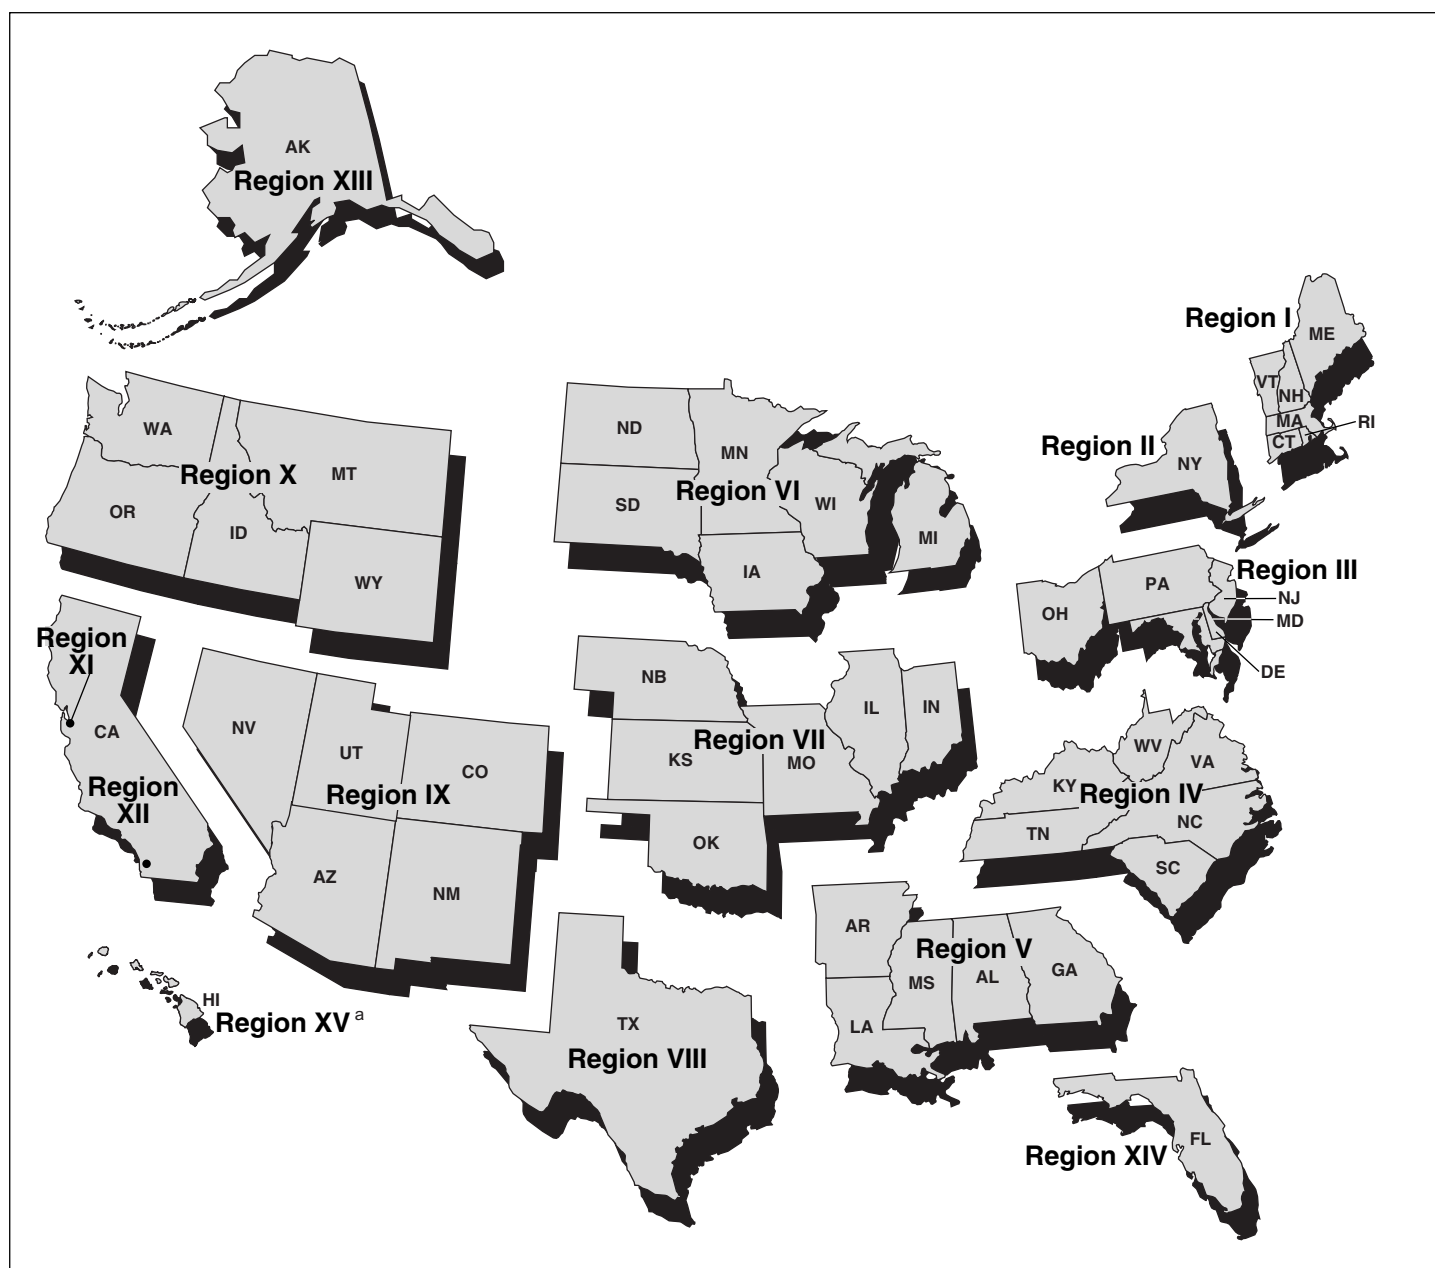 AK
Region XIII
Region I
ME
VT
NH
MA
RI
CT
Region II
NY
WA
Region X
MT
OR
ID
WY
ND
MN
Region VI
SD
WI
MI
IA
PA
Region III
OH
NJ
MD
DE
Region
XI
CA
Region
XII
NV
UT
CO
Region IX
AZ
NM
NB
IL
IN
Region VII
KS
MO
OK
WV
VA
KY
Region IV
TN
NC
SC
AR
Region V
MS
AL
GA
LA
HI
Region XV a
TX
Region VIII
FL
Region XIV